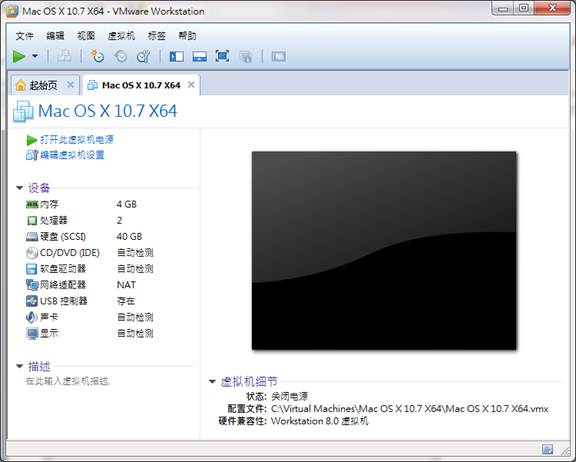 Mac OS X 10.7 X64 - VMware Workstation
文件 编辑 视图 虚拟机 标签 帮助
起始页 Mac OS X 10.7 X64
Mac OS X 10.7 X64
打开此虚拟机电源
编辑虚拟机设置
设备
内存 4 GB
处理器 2
硬盘 (SCSI) 40 GB
CD/DVD (IDE) 自动检测
软盘驱动器 自动检测
网络适配器 NAT
USB 控制器 存在
声卡 自动检测
显示 自动检测
描述
在此输入虚拟机描述.
虚拟机细节
状态: 关闭电源
配置文件: C:\Virtual Machines\Mac OS X 10.7 X64\Mac OS X 10.7 X64.vmx
硬件兼容性: Workstation 8.0 虚拟机